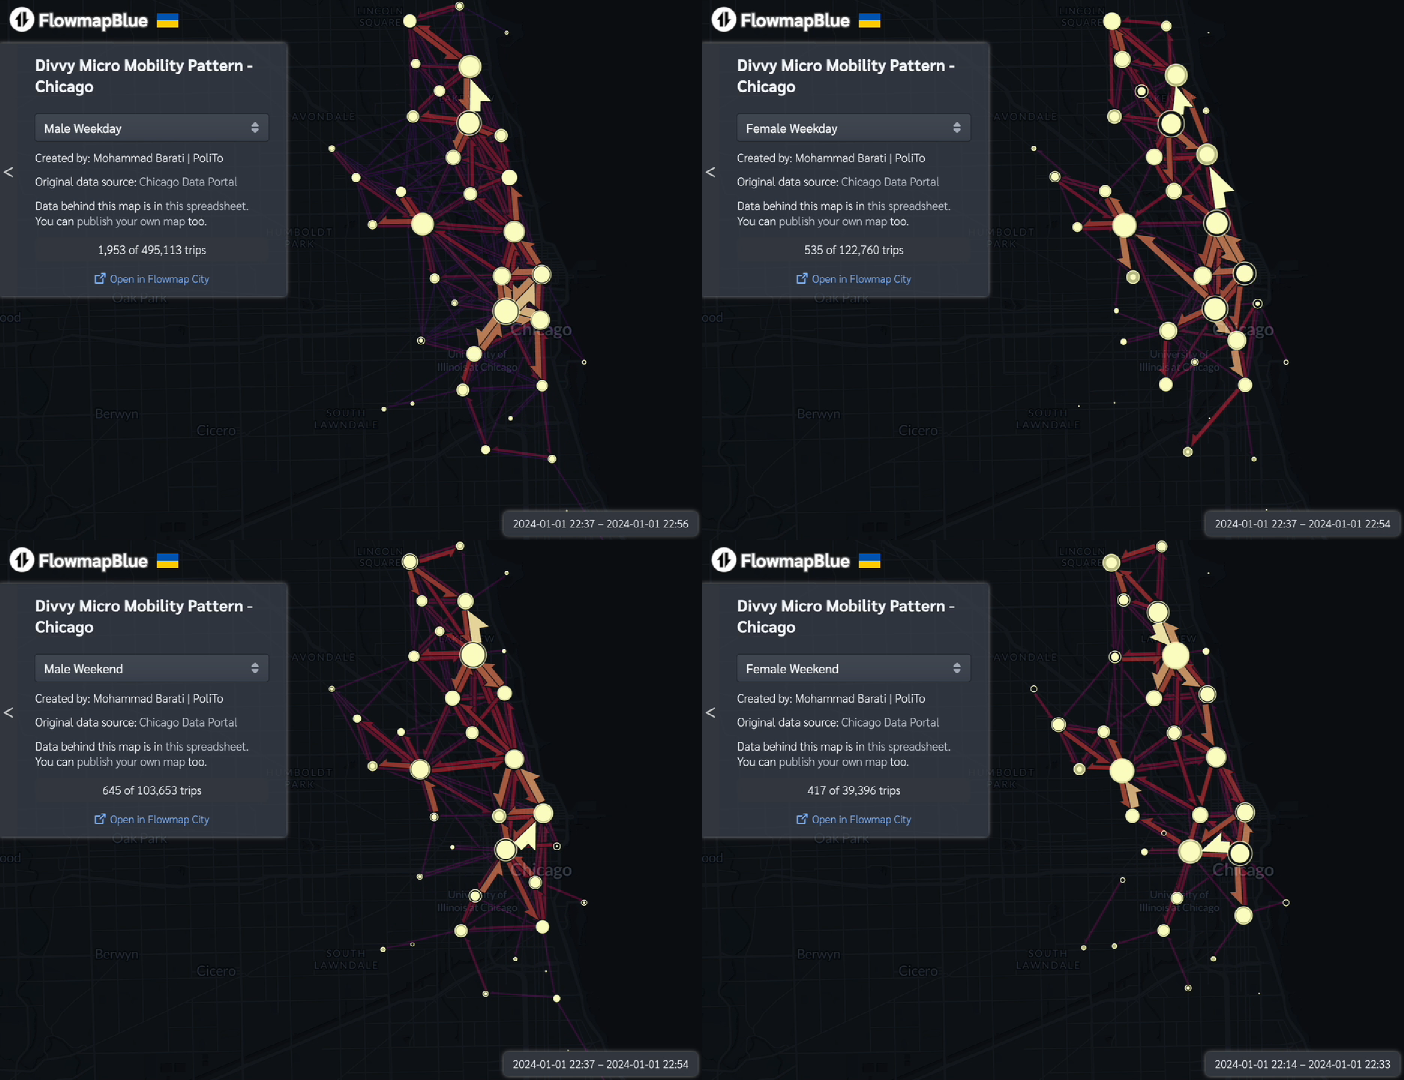 FlowmapBlue
Divvy Micro Mobility Pattern -
Chicago
Male Weekday
Created by: Mohammad Barati | PoliTo
Original data source: Chicago Data Portal
Data behind this map is in this spreadsheet.
You can publish your own map too.
1,953 of 495,113 trips
Open in Flowmap City
<
LINCOLN
SQUARE
AVONDALE
Oak Park
Chicago
University of
Illinois at Chicago
Berwyn
Cicero
SOUTH
LAWNDALE
2024-01-01 22:37 – 2024-01-01 22:56
FlowmapBlue
Divvy Micro Mobility Pattern -
Chicago
Female Weekday
Created by: Mohammad Barati | PoliTo
Original data source: Chicago Data Portal
Data behind this map is in this spreadsheet.
You can publish your own map too.
535 of 122,760 trips
Open in Flowmap City
<
LINCOLN
SQUARE
AVONDALE
Oak Park
Chicago
University of
Illinois at Chicago
Berwyn
Cicero
SOUTH
LAWNDALE
2024-01-01 22:37 – 2024-01-01 22:54
FlowmapBlue
Divvy Micro Mobility Pattern -
Chicago
Male Weekend
Created by: Mohammad Barati | PoliTo
Original data source: Chicago Data Portal
Data behind this map is in this spreadsheet.
You can publish your own map too.
645 of 103,653 trips
Open in Flowmap City
<
LINCOLN
SQUARE
AVONDALE
Oak Park
Chicago
University of
Illinois at Chicago
Berwyn
Cicero
SOUTH
LAWNDALE
2024-01-01 22:37 – 2024-01-01 22:54
FlowmapBlue
Divvy Micro Mobility Pattern -
Chicago
Female Weekend
Created by: Mohammad Barati | PoliTo
Original data source: Chicago Data Portal
Data behind this map is in this spreadsheet.
You can publish your own map too.
417 of 39,396 trips
Open in Flowmap City
<
LINCOLN
SQUARE
AVONDALE
Oak Park
Chicago
University of
Illinois at Chicago
Berwyn
Cicero
SOUTH
LAWNDALE
2024-01-01 22:14 – 2024-01-01 22:33